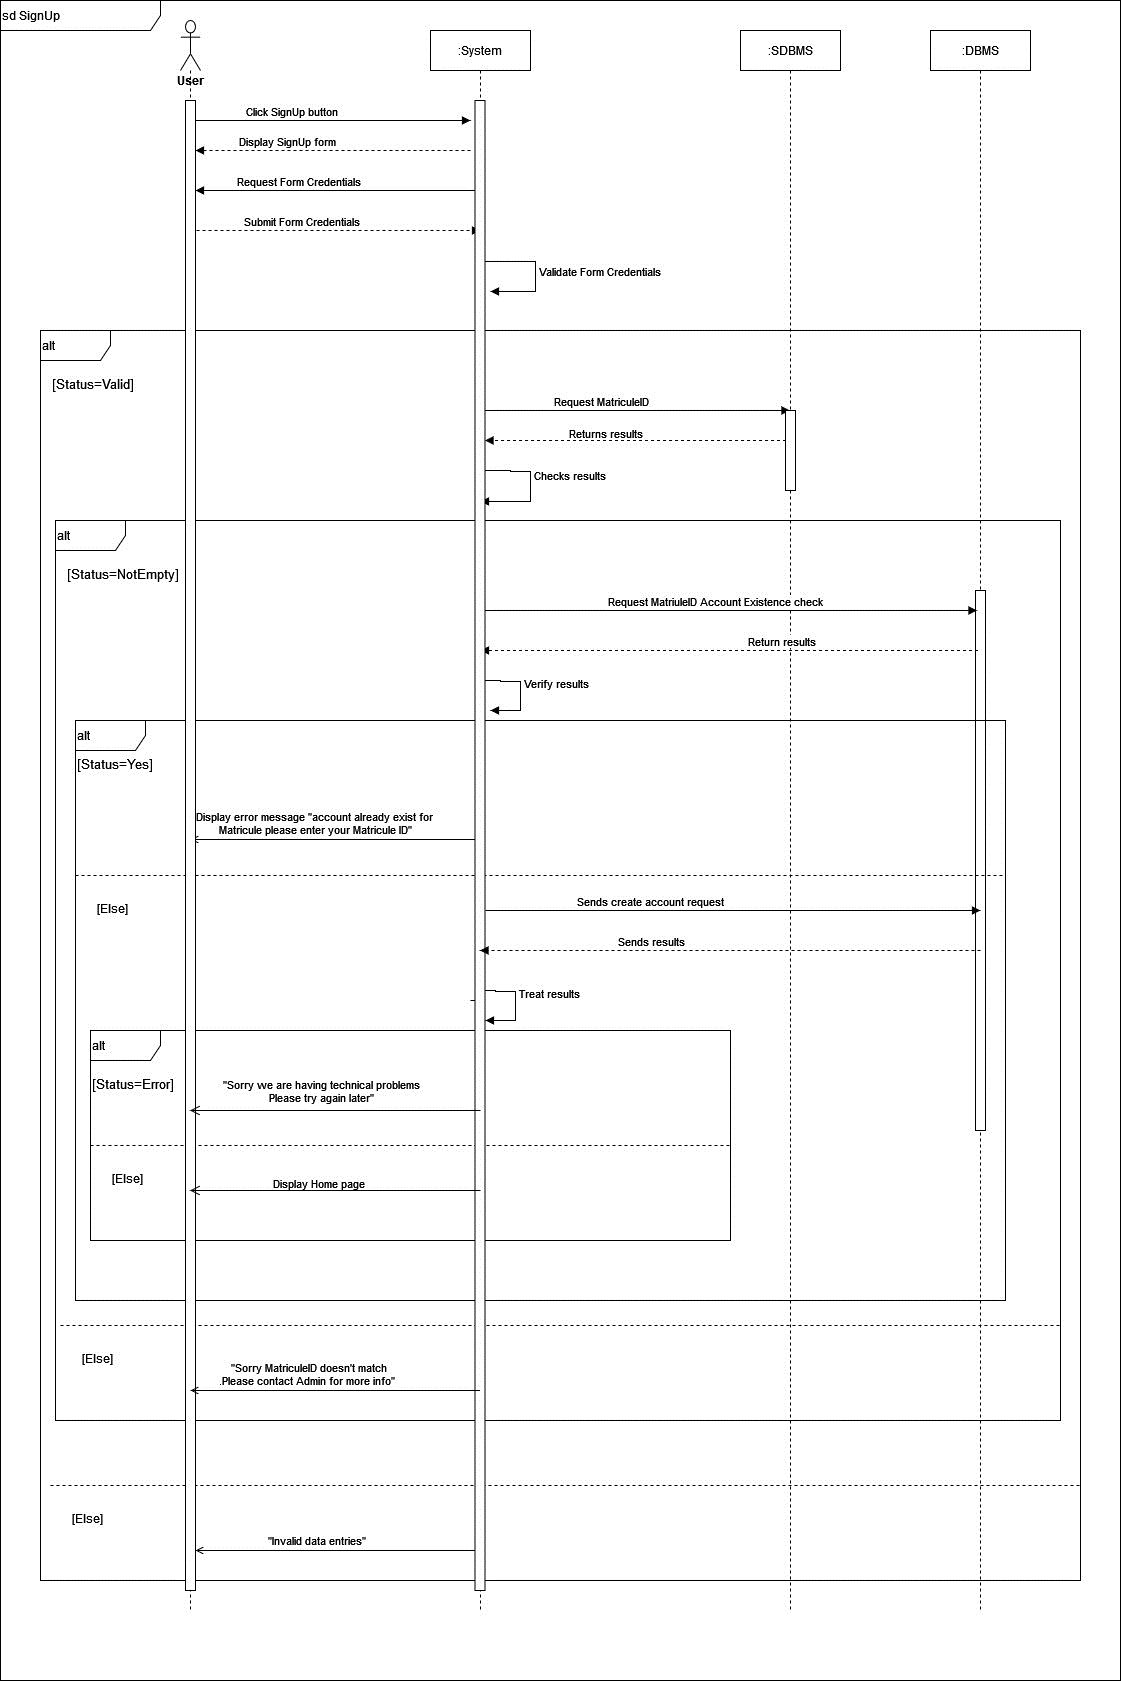 sd SignUp
User
:System
:SDBMS
:DBMS
Click SignUp button
Display SignUp form
Request Form Credentials
Submit Form Credentials
Validate Form Credentials
alt
[Status=Valid]
Request MatriculeID
Returns results
Checks results
alt
[Status=NotEmpty]
Request MatriuleID Account Existence check
Return results
Verify results
alt
[Status=Yes]
Display error message "account already exist for
Matricule please enter your Matricule ID"
[Else]
Sends create account request
Sends results
Treat results
alt
[Status=Error]
"Sorry we are having technical problems
Please try again later"
[Else]
Display Home page
[Else]
"Sorry MatriculeID doesn't match
.Please contact Admin for more info"
[Else]
"Invalid data entries"